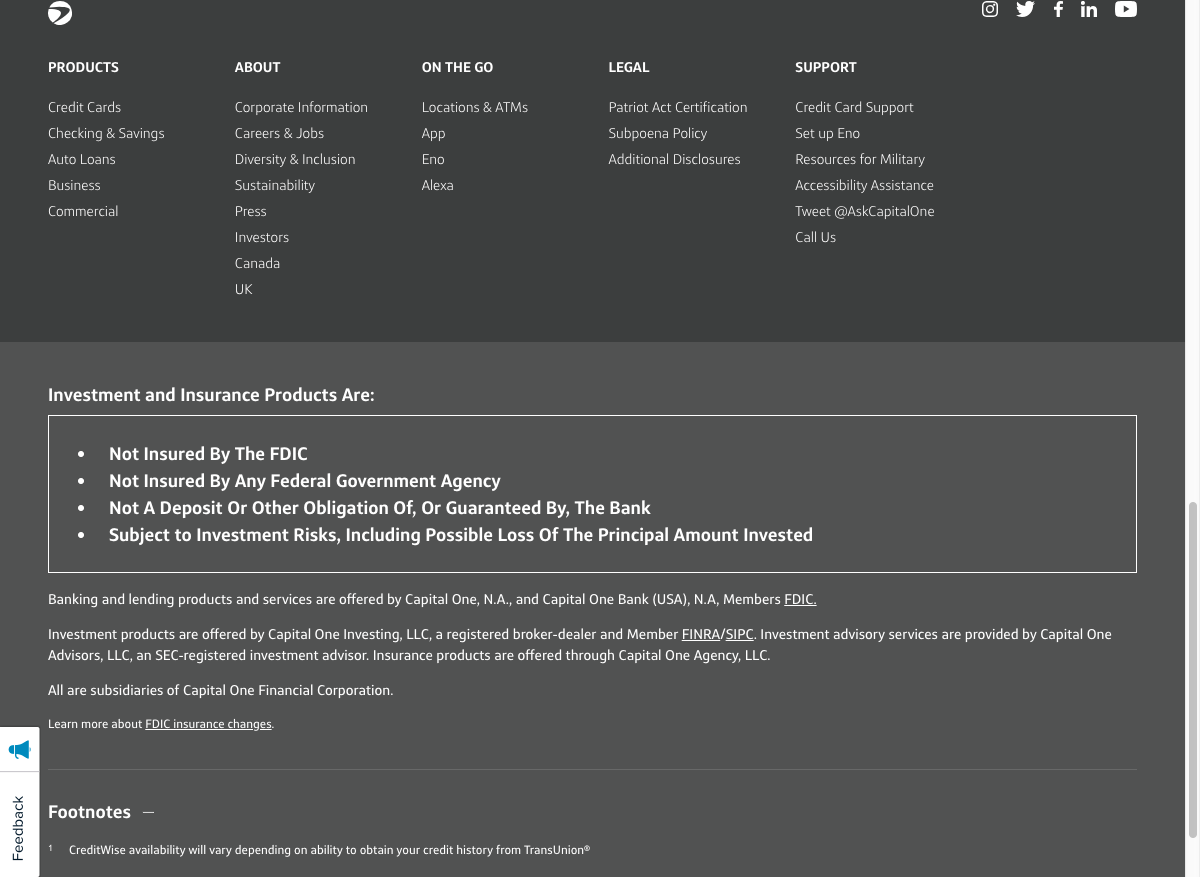 PRODUCTS
Credit Cards
Checking & Savings
Auto Loans
Business
Commercial
ABOUT
Corporate Information
Careers & Jobs
Diversity & Inclusion
Sustainability
Press
Investors
Canada
UK
ON THE GO
Locations & ATMs
App
Eno
Alexa
LEGAL
Patriot Act Certification
Subpoena Policy
Additional Disclosures
SUPPORT
Credit Card Support
Set up Eno
Resources for Military
Accessibility Assistance
Tweet @AskCapitalOne
Call Us
Investment and Insurance Products Are:
• Not Insured By The FDIC
• Not Insured By Any Federal Government Agency
• Not A Deposit Or Other Obligation Of, Or Guaranteed By, The Bank
• Subject to Investment Risks, Including Possible Loss Of The Principal Amount Invested
Banking and lending products and services are offered by Capital One, N.A., and Capital One Bank (USA), N.A, Members FDIC.
Investment products are offered by Capital One Investing, LLC, a registered broker-dealer and Member FINRA/SIPC. Investment advisory services are provided by Capital One
Advisors, LLC, an SEC-registered investment advisor. Insurance products are offered through Capital One Agency, LLC.
All are subsidiaries of Capital One Financial Corporation.
Learn more about FDIC insurance changes.
Feedback
Footnotes —
1 CreditWise availability will vary depending on ability to obtain your credit history from TransUnion®